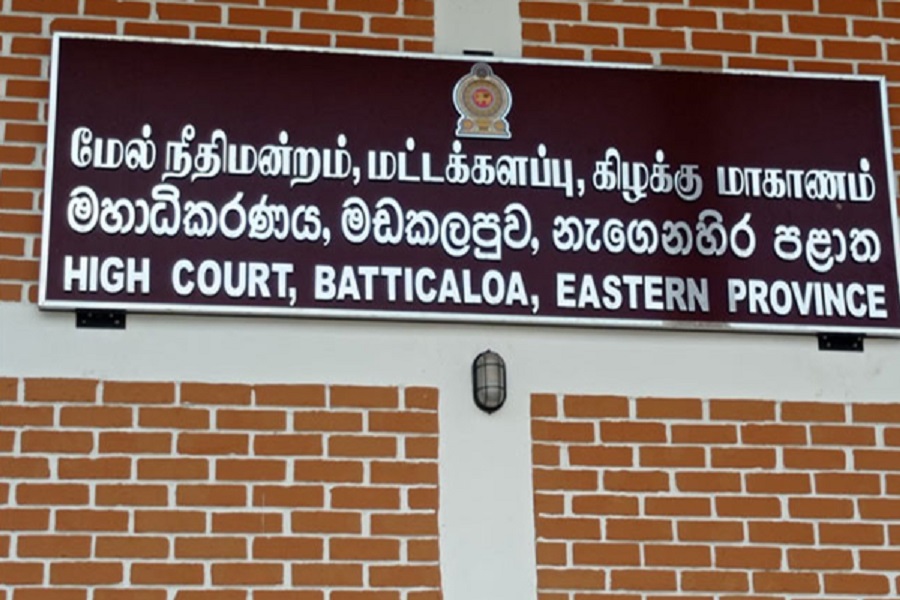 மேல் நீதிமன்றம், மட்டக்களப்பு, கிழக்கு மாகாணம்
මහාධිකරණය, මඩකලපුව, නැගෙනහිර පළාත
HIGH COURT, BATTICALOA, EASTERN PROVINCE